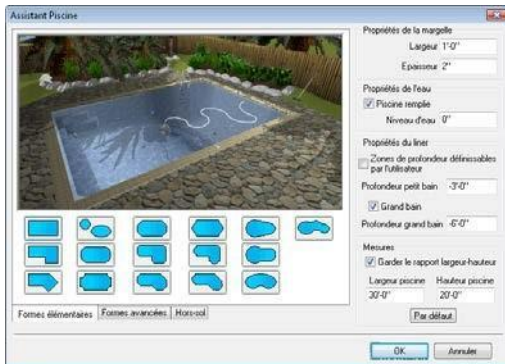 Assistant Piscine
Propriétés de la margelle
Largeur 1'-0"
Epaisseur 2"
Propriétés de l'eau
Piscine remplie
Niveau d'eau 0"
Propriétés du liner
Zones de profondeur définissables
par l'utilisateur
Profondeur petit bain -3'-0"
Grand bain
Profondeur grand bain -6'-0"
Mesures
Garder le rapport largeur-hauteur
Largeur piscine Hauteur piscine
30'-0" 20'-0"
Par défaut
Formes élémentaires Formes avancées Hors-sol
OK Annuler